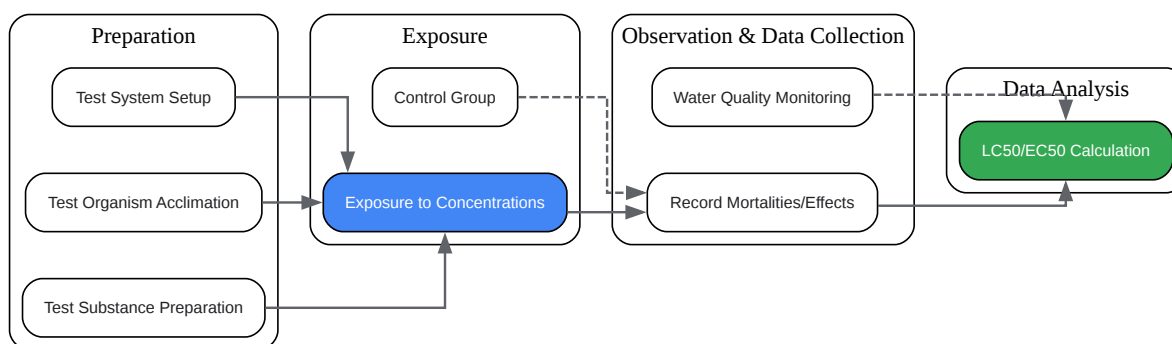 Preparation
Test System Setup
Test Organism Acclimation
Test Substance Preparation
Exposure
Control Group
Exposure to Concentrations
Observation & Data Collection
Water Quality Monitoring
Record Mortalities/Effects
Data Analysis
LC50/EC50 Calculation